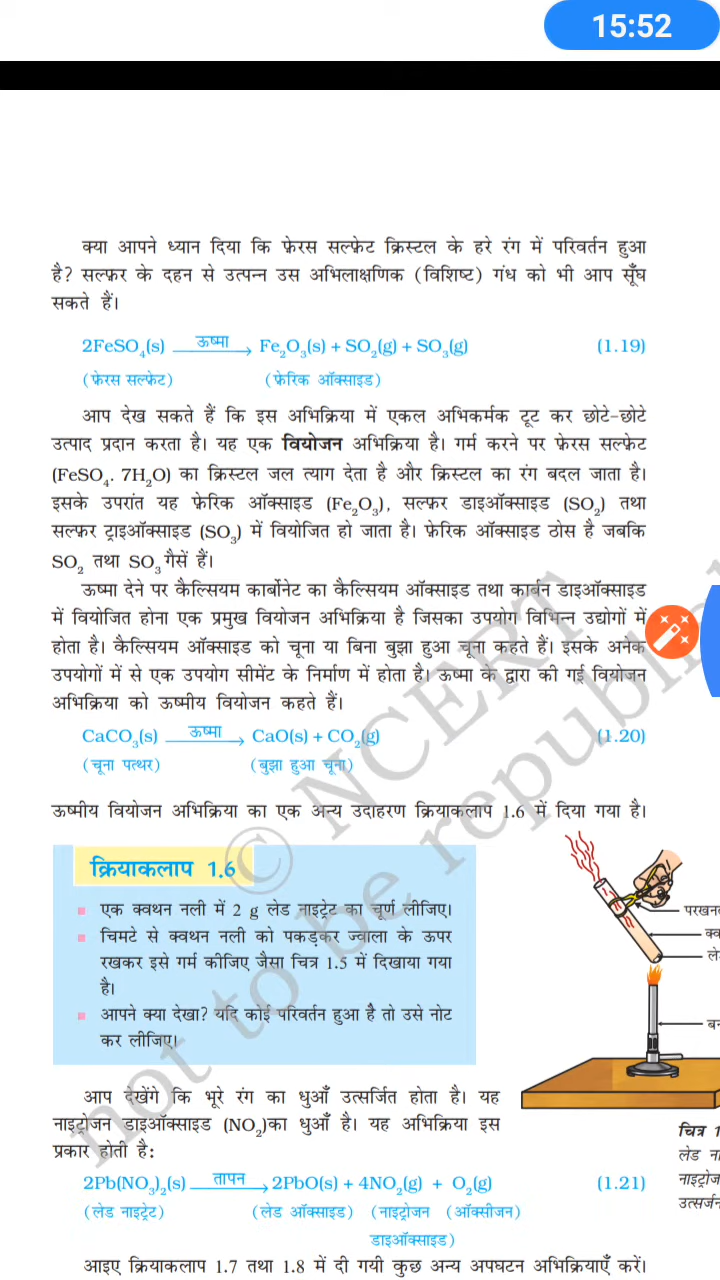 15:52
क्या आपने ध्यान दिया कि फ़ेरस सल्फ़ेट क्रिस्टल के हरे रंग में परिवर्तन हुआ
है? सल्फ़र के दहन से उत्पन्न उस अभिलाक्षणिक (विशिष्ट) गंध को भी आप सूँघ
सकते हैं।
2FeSO₄(s) ऊष्मा→ Fe₂O₃(s) + SO₂(g) + SO₃(g) (1.19)
(फ़ेरस सल्फ़ेट) (फ़ेरिक ऑक्साइड)
आप देख सकते हैं कि इस अभिक्रिया में एकल अभिकर्मक टूट कर छोटे-छोटे
उत्पाद प्रदान करता है। यह एक वियोजन अभिक्रिया है। गर्म करने पर फ़ेरस सल्फ़ेट
(FeSO₄. 7H₂O) का क्रिस्टल जल त्याग देता है और क्रिस्टल का रंग बदल जाता है।
इसके उपरांत यह फ़ेरिक ऑक्साइड (Fe₂O₃), सल्फ़र डाइऑक्साइड (SO₂) तथा
सल्फ़र ट्राइऑक्साइड (SO₃) में वियोजित हो जाता है। फ़ेरिक ऑक्साइड ठोस है जबकि
SO₂ तथा SO₃ गैसें हैं।
ऊष्मा देने पर कैल्सियम कार्बोनेट का कैल्सियम ऑक्साइड तथा कार्बन डाइऑक्साइड
में वियोजित होना एक प्रमुख वियोजन अभिक्रिया है जिसका उपयोग विभिन्न उद्योगों में
होता है। कैल्सियम ऑक्साइड को चूना या बिना बुझा हुआ चूना कहते हैं। इसके अनेक
उपयोगों में से एक उपयोग सीमेंट के निर्माण में होता है। ऊष्मा के द्वारा की गई वियोजन
अभिक्रिया को ऊष्मीय वियोजन कहते हैं।
CaCO₃(s) ऊष्मा→ CaO(s) + CO₂(g) (1.20)
(चूना पत्थर) (बुझा हुआ चूना)
ऊष्मीय वियोजन अभिक्रिया का एक अन्य उदाहरण क्रियाकलाप 1.6 में दिया गया है।
क्रियाकलाप 1.6
एक क्वथन नली में 2 g लेड नाइट्रेट का चूर्ण लीजिए।
चिमटे से क्वथन नली को पकड़कर ज्वाला के ऊपर
रखकर इसे गर्म कीजिए जैसा चित्र 1.5 में दिखाया गया
है।
आपने क्या देखा? यदि कोई परिवर्तन हुआ है तो उसे नोट
कर लीजिए।
परखनल
क्व
ले
बन
आप देखेंगे कि भूरे रंग का धुआँ उत्सर्जित होता है। यह
नाइट्रोजन डाइऑक्साइड (NO₂)का धुआँ है। यह अभिक्रिया इस
प्रकार होती है:
चित्र 1
लेड ना
नाइट्रोज
उत्सर्जन
2Pb(NO₃)₂(s) तापन→ 2PbO(s) + 4NO₂(g) + O₂(g) (1.21)
(लेड नाइट्रेट) (लेड ऑक्साइड) (नाइट्रोजन (ऑक्सीजन)
डाइऑक्साइड)
आइए क्रियाकलाप 1.7 तथा 1.8 में दी गयी कुछ अन्य अपघटन अभिक्रियाएँ करें।
© NCERT
not to be republish